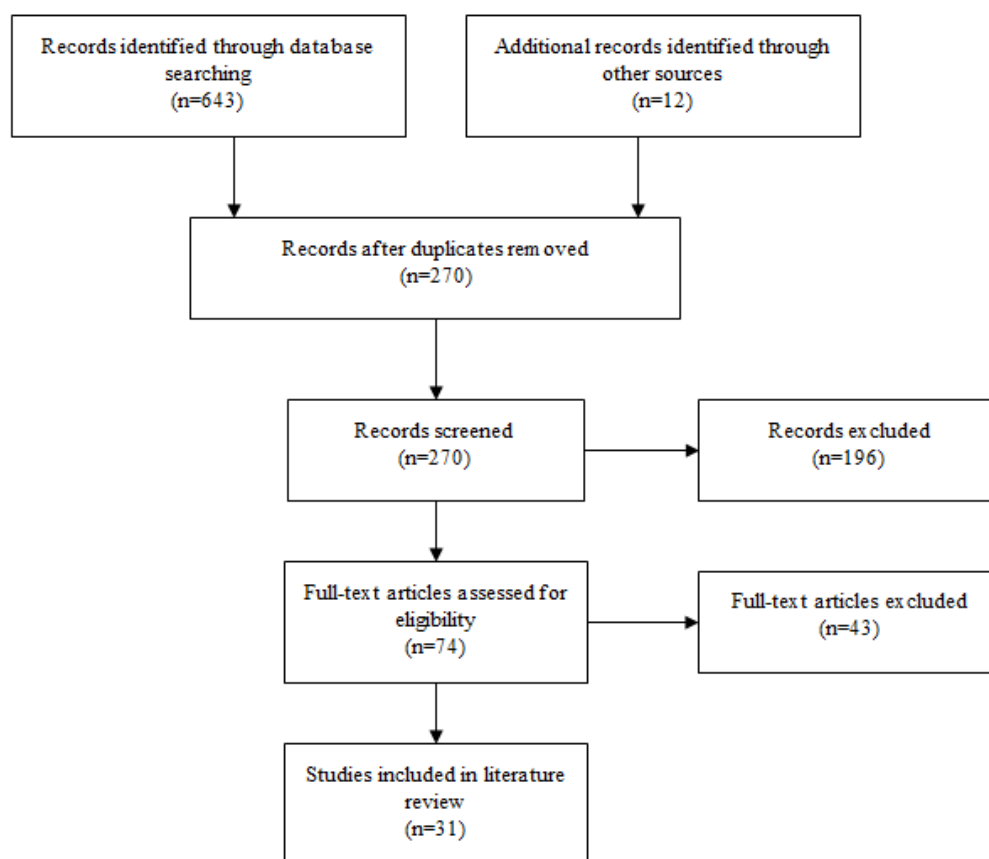 Records identified through database
searching
(n=643)
Additional records identified through
other sources
(n=12)
Records after duplicates removed
(n=270)
Records screened
(n=270)
Records excluded
(n=196)
Full-text articles assessed for
eligibility
(n=74)
Full-text articles excluded
(n=43)
Studies included in literature
review
(n=31)